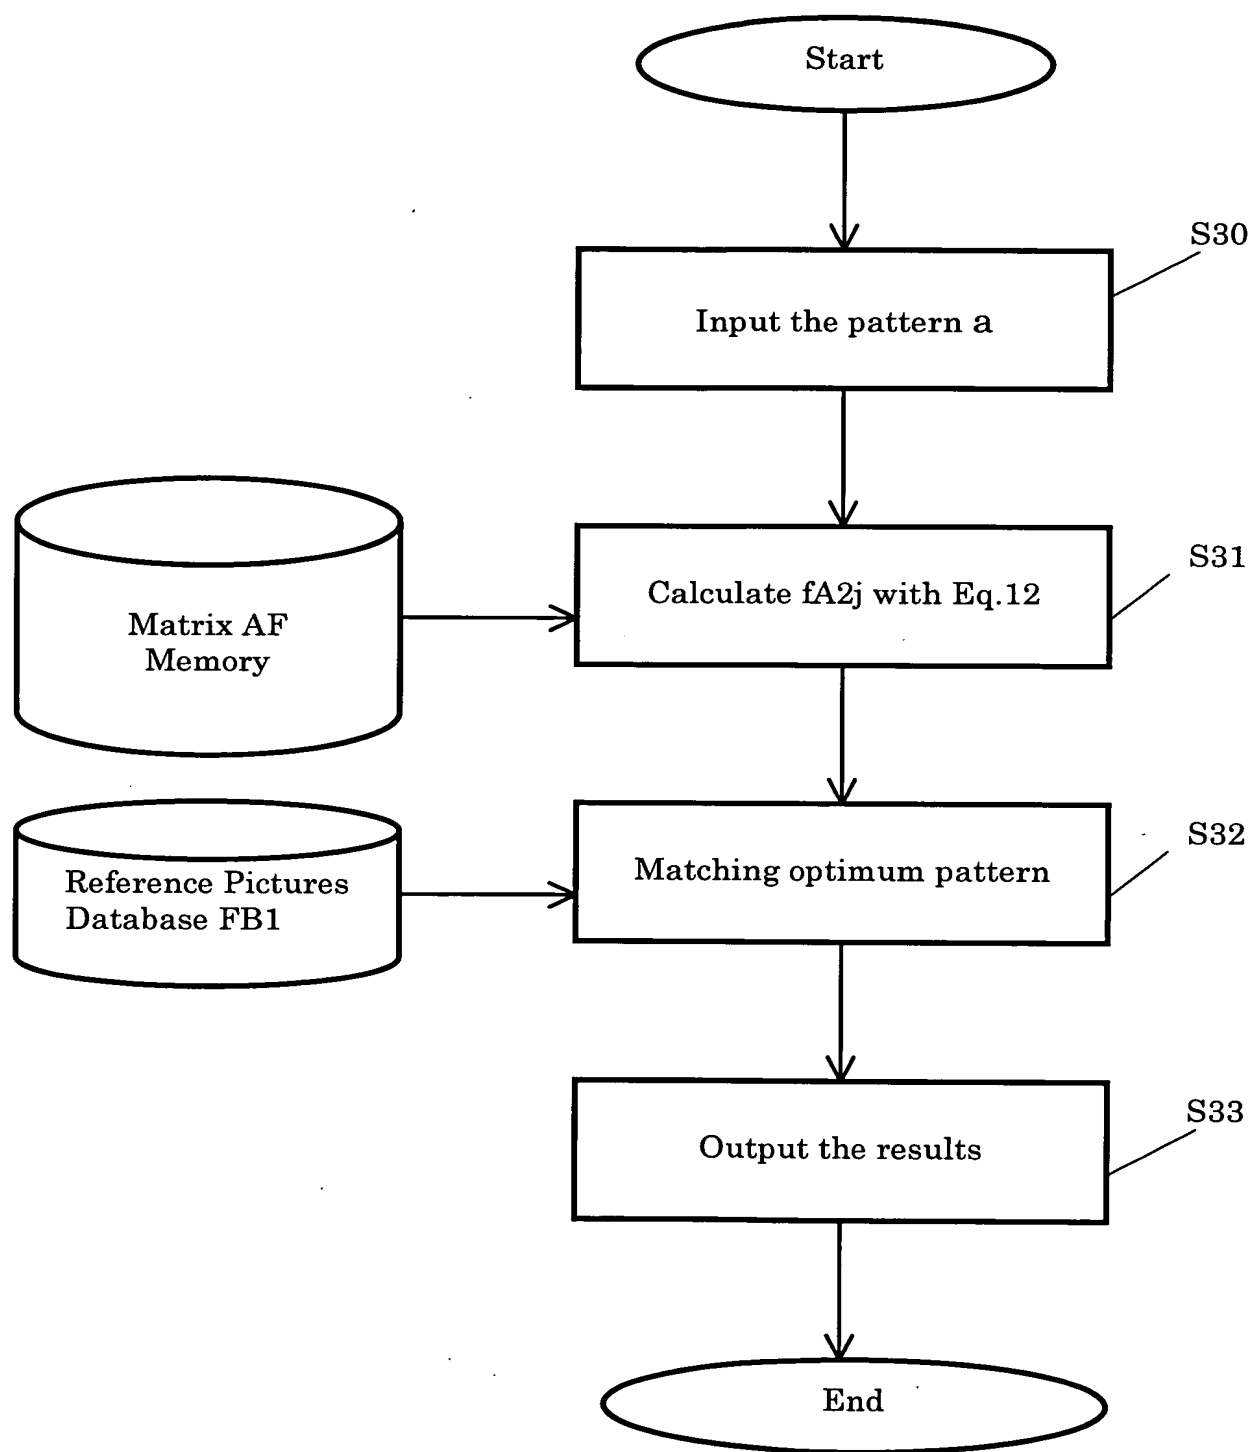 Start
S30
Input the pattern a
S31
Calculate fA2j with Eq.12
Matrix AF
Memory
S32
Matching optimum pattern
Reference Pictures
Database FB1
S33
Output the results
End